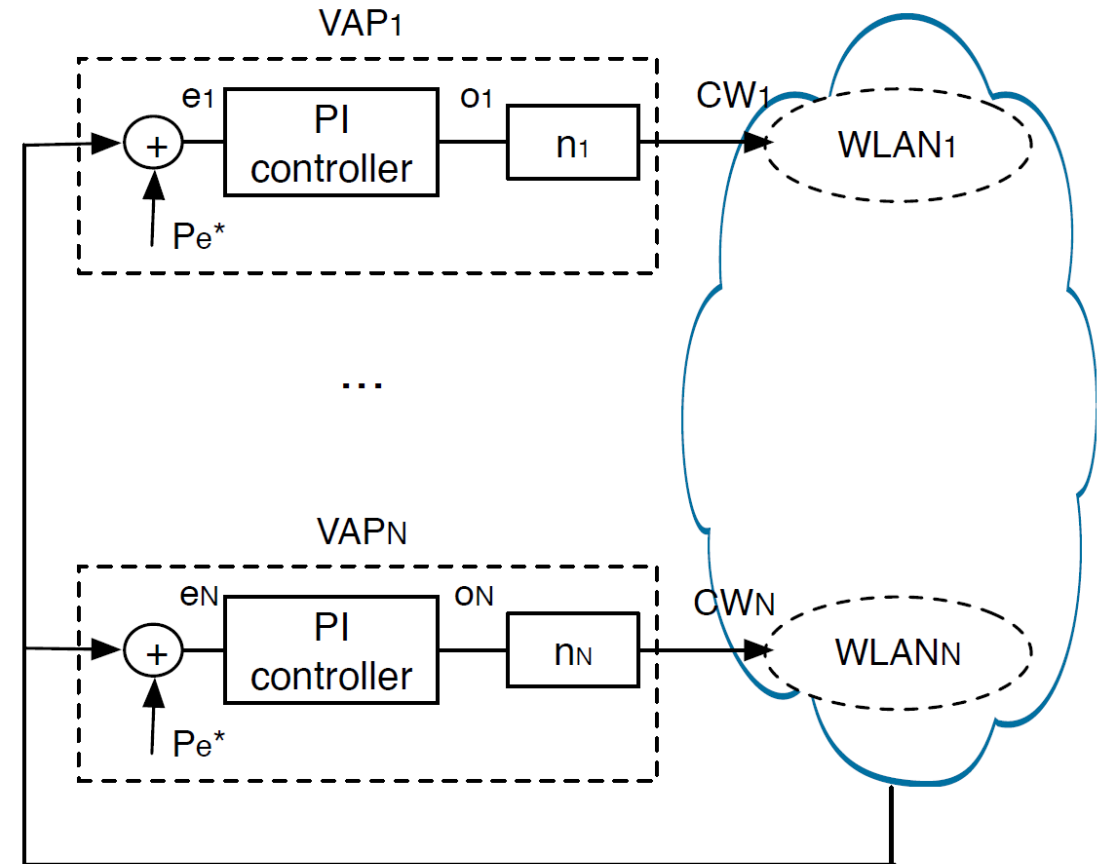 VAP1
e1
PI
controller
o1
n1
CW1
WLAN1
+
Pe*
...
VAPN
eN
PI
controller
oN
nN
CWN
WLANN
+
Pe*